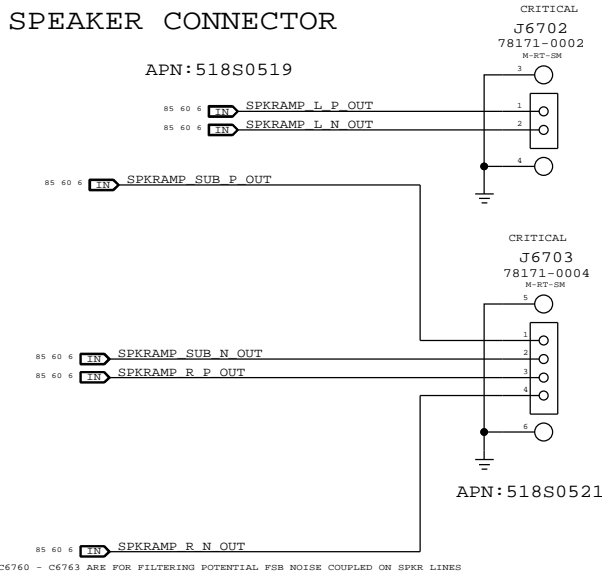 SPEAKER CONNECTOR
CRITICAL
J6702
78171-0002
M-RT-SM
APN:518S0519
3
85 60 6 IN SPKRAMP_L_P_OUT 1
85 60 6 IN SPKRAMP_L_N_OUT 2
4
85 60 6 IN SPKRAMP_SUB_P_OUT
CRITICAL
J6703
78171-0004
M-RT-SM
5
1
85 60 6 IN SPKRAMP_SUB_N_OUT 2
85 60 6 IN SPKRAMP_R_P_OUT 3
4
6
APN:518S0521
85 60 6 IN SPKRAMP_R_N_OUT
C6760 - C6763 ARE FOR FILTERING POTENTIAL FSB NOISE COUPLED ON SPKR LINES